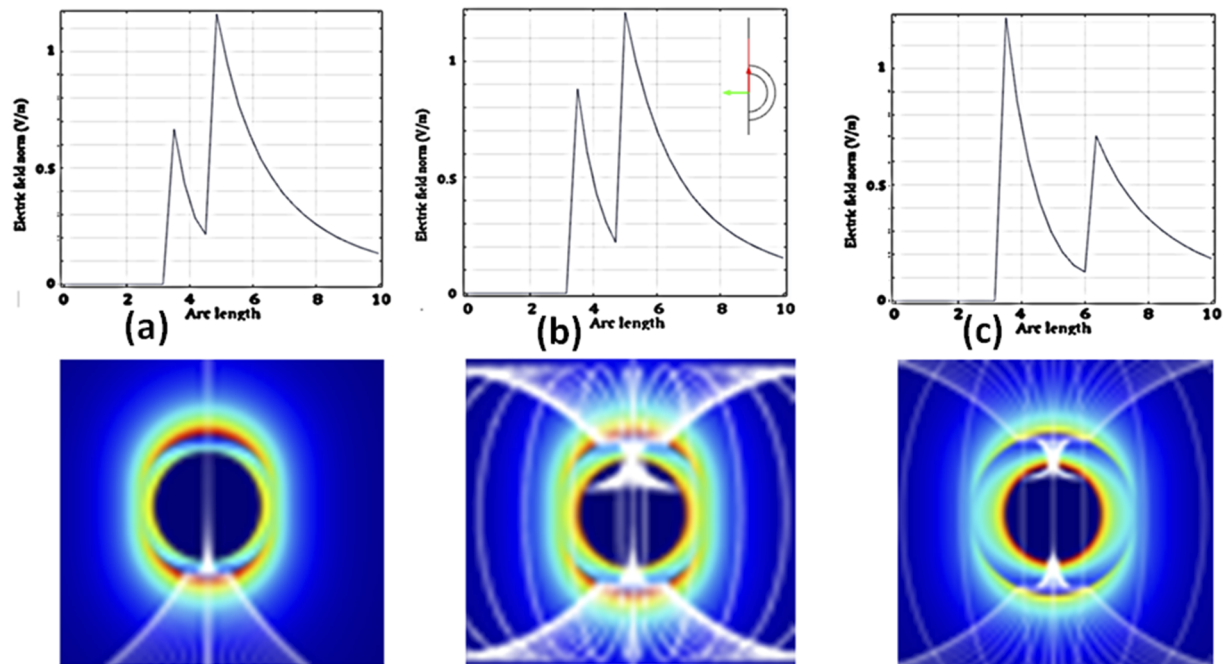 Electric field norm (V/m)
1
0.5
0
0 2 4 6 8 10
Arc length
(a)
Electric field norm (V/m)
1
0.5
0
0 2 4 6 8 10
Arc length
(b)
Electric field norm (V/m)
1
0.5
0
0 2 4 6 8 10
Arc length
(c)